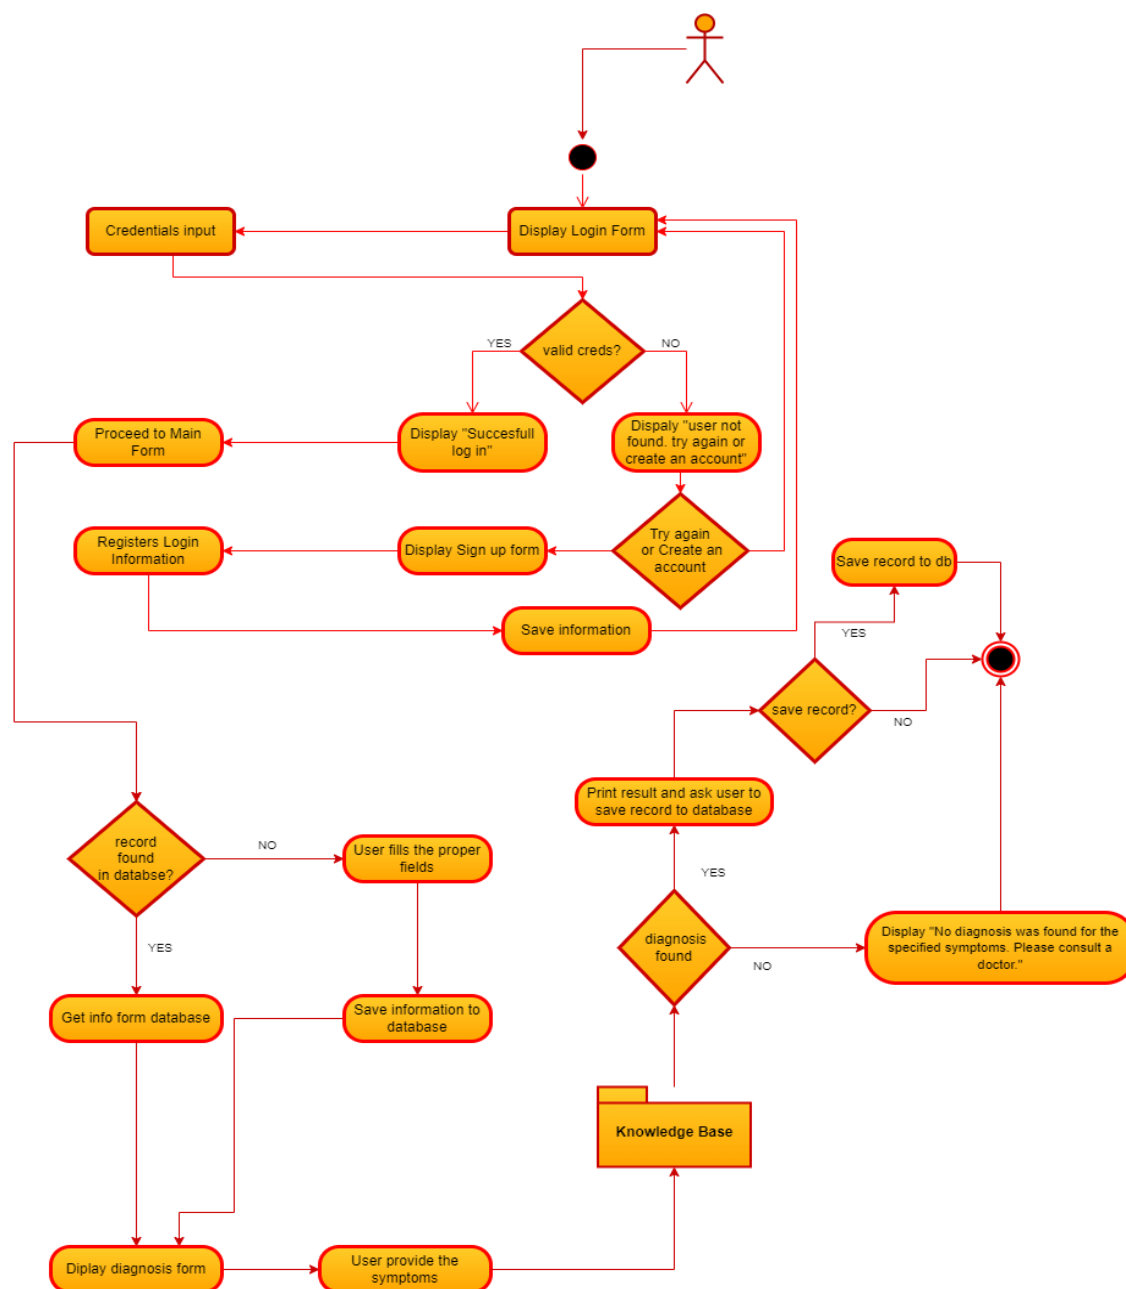 Credentials input
Display Login Form
valid creds?
YES
NO
Proceed to Main
Form
Display "Succesfull
log in"
Dispaly "user not
found. try again or
create an account"
Registers Login
Information
Display Sign up form
Try again
or Create an
account
Save information
Save record to db
YES
save record?
NO
Print result and ask user to
save record to database
record
found
in databse?
NO
User fills the proper
fields
YES
YES
diagnosis
found
NO
Display "No diagnosis was found for the
specified symptoms. Please consult a
doctor."
Get info form database
Save information to
database
Knowledge Base
Diplay diagnosis form
User provide the
symptoms